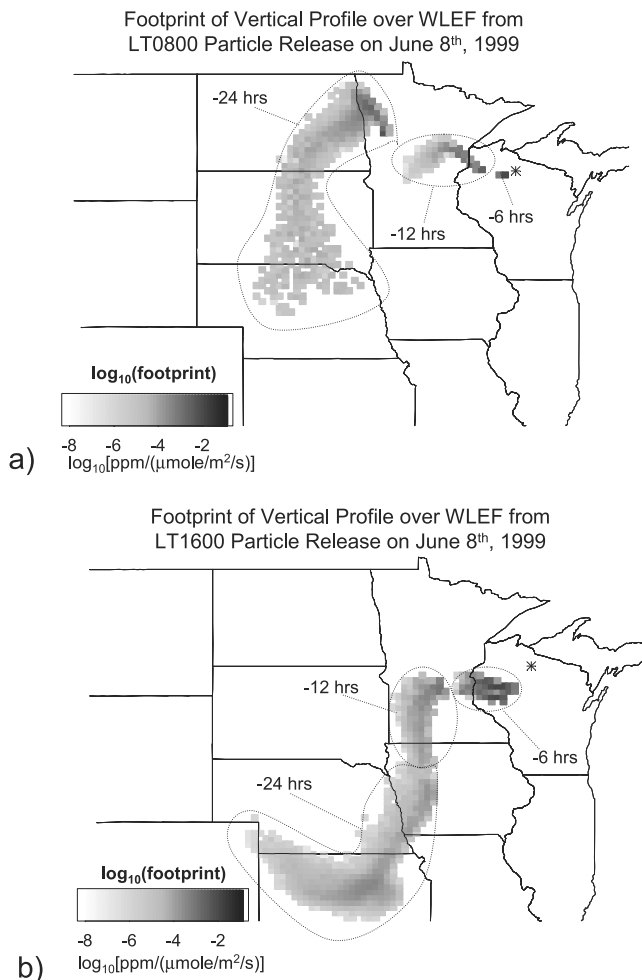 Footprint of Vertical Profile over WLEF from
LT0800 Particle Release on June 8th, 1999
-24 hrs
-12 hrs
-6 hrs
log10(footprint)
-8 -6 -4 -2
log10[ppm/(μmole/m2/s)]
a)
Footprint of Vertical Profile over WLEF from
LT1600 Particle Release on June 8th, 1999
-12 hrs
-6 hrs
-24 hrs
log10(footprint)
-8 -6 -4 -2
log10[ppm/(μmole/m2/s)]
b)